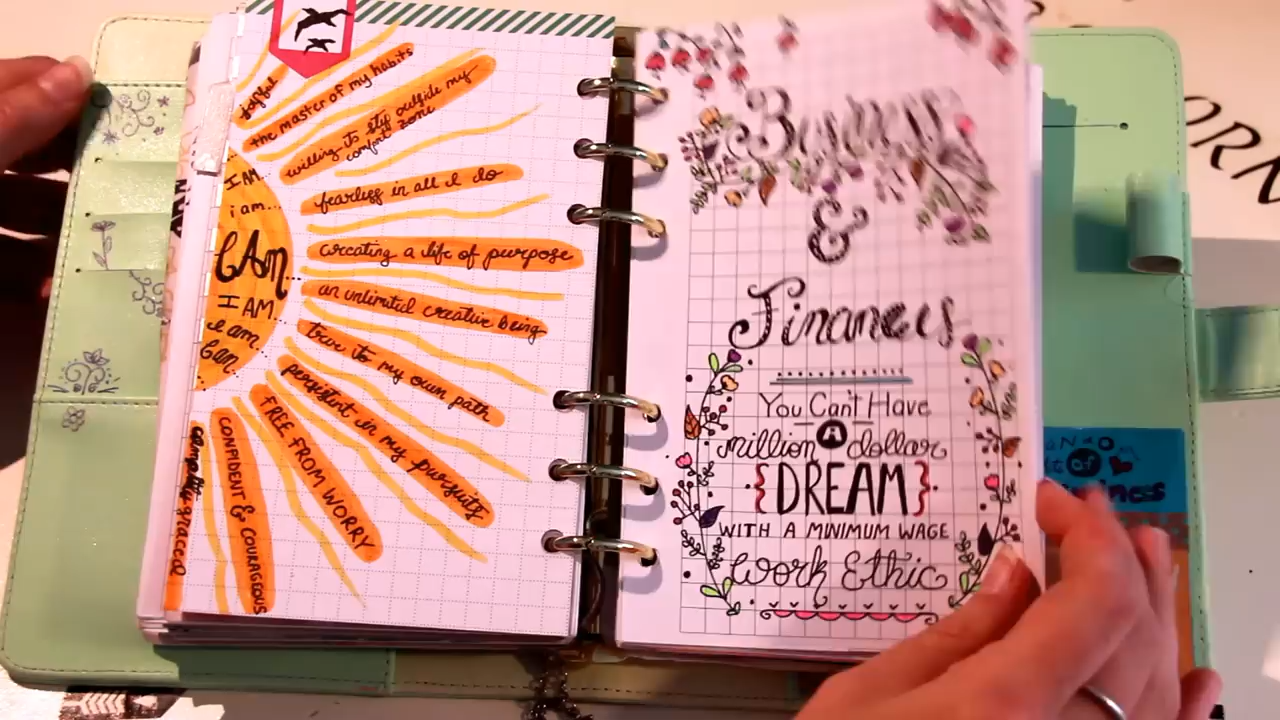 joyful
the master of my habits
willing to step outside my
comfort zone
fearless in all I do
creating a life of purpose
an unlimited creative being
true to my own path
persistent in my pursuits
FREE FROM WORRY
CONFIDENT & COURAGEOUS
I AM...
i am...
I Am...
I AM...
i am...
I am...
Business
&
Finances
You Can't Have
A
million dollar
{DREAM}
WITH A MINIMUM WAGE
Work Ethic
of
ORN